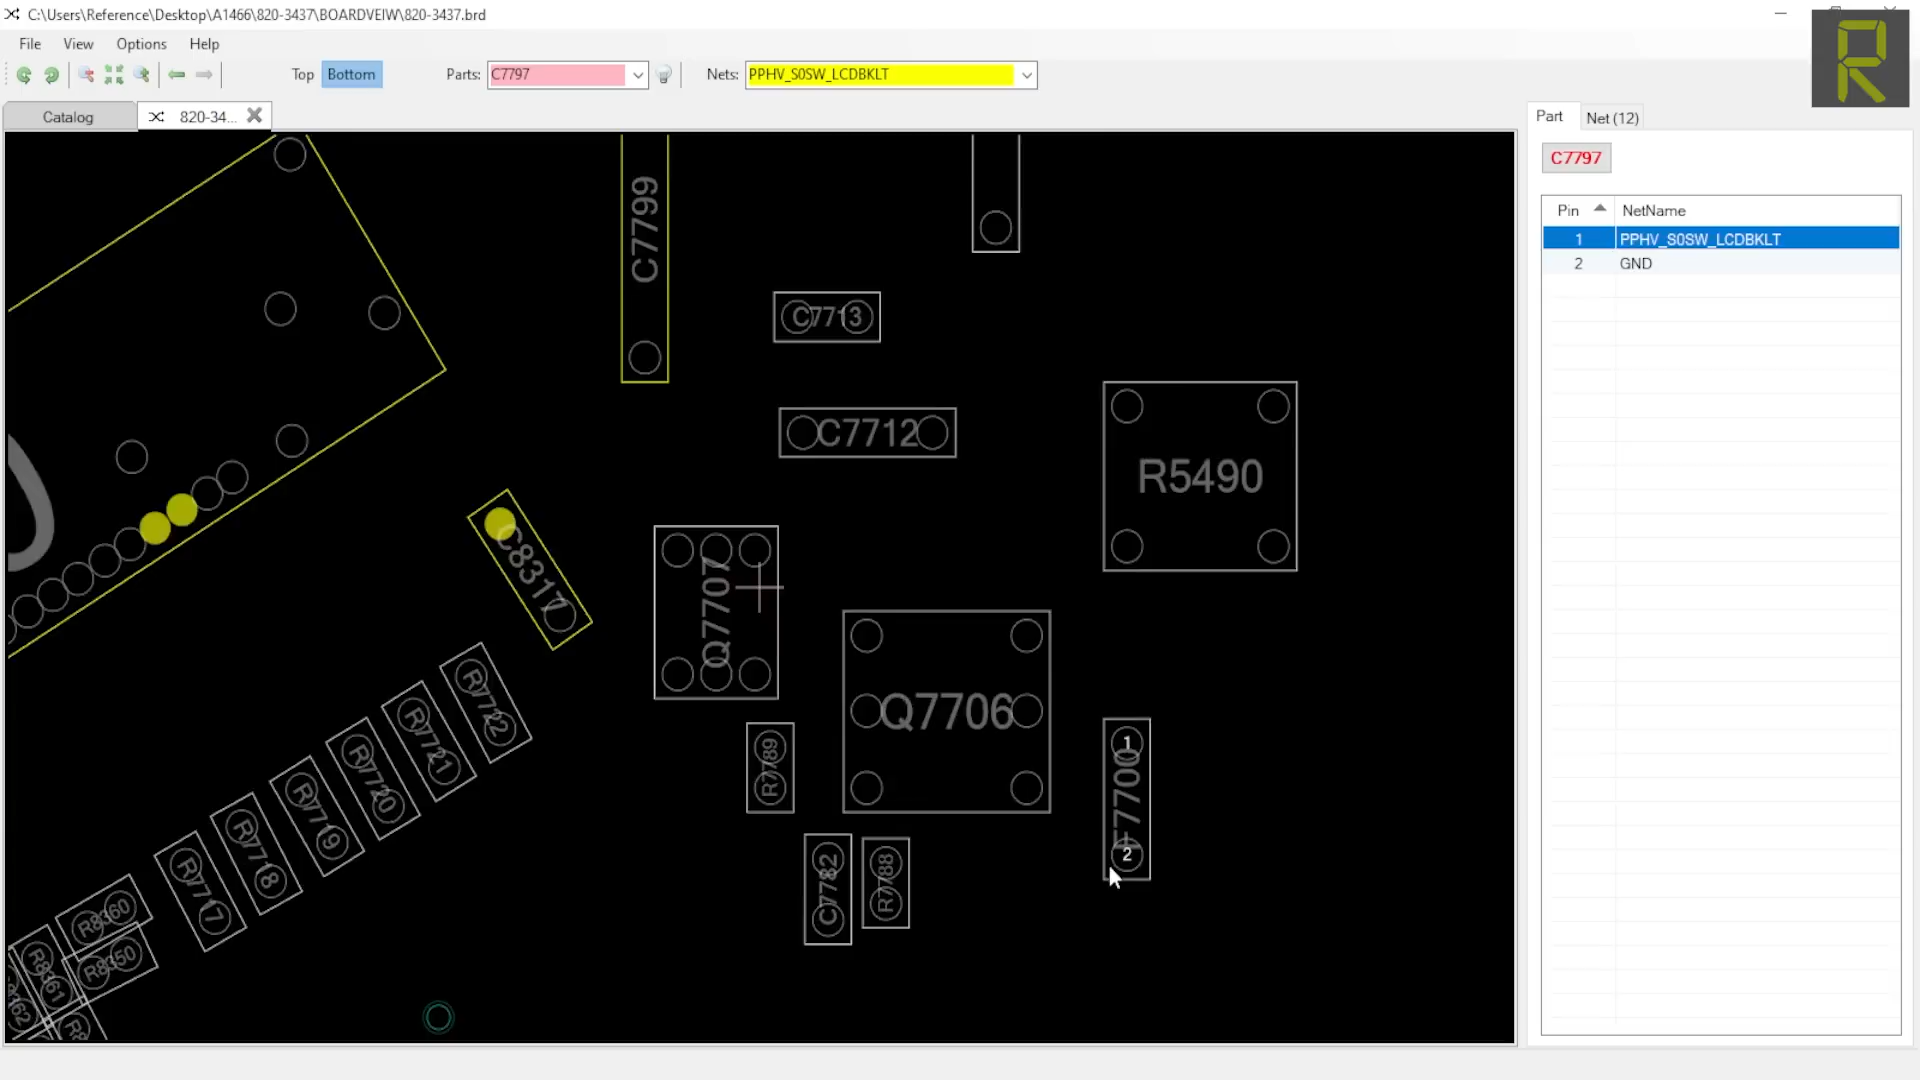 C:\Users\Reference\Desktop\A1466\820-3437\BOARDVEIW\820-3437.brd
File View Options Help
Top Bottom Parts: C7797 Nets: PPHV_S0SW_LCDBKLT
R
Catalog 820-34...
Part Net (12)
C7797
Pin NetName
1 PPHV_S0SW_LCDBKLT
2 GND
C7799
C7713
C7712
R5490
C8317
Q7707
Q7706
R7789
1
F7700
2
C7782
R7788
R7722
R7721
R7720
R7719
R7718
R7717
R8360
R8350
R8361